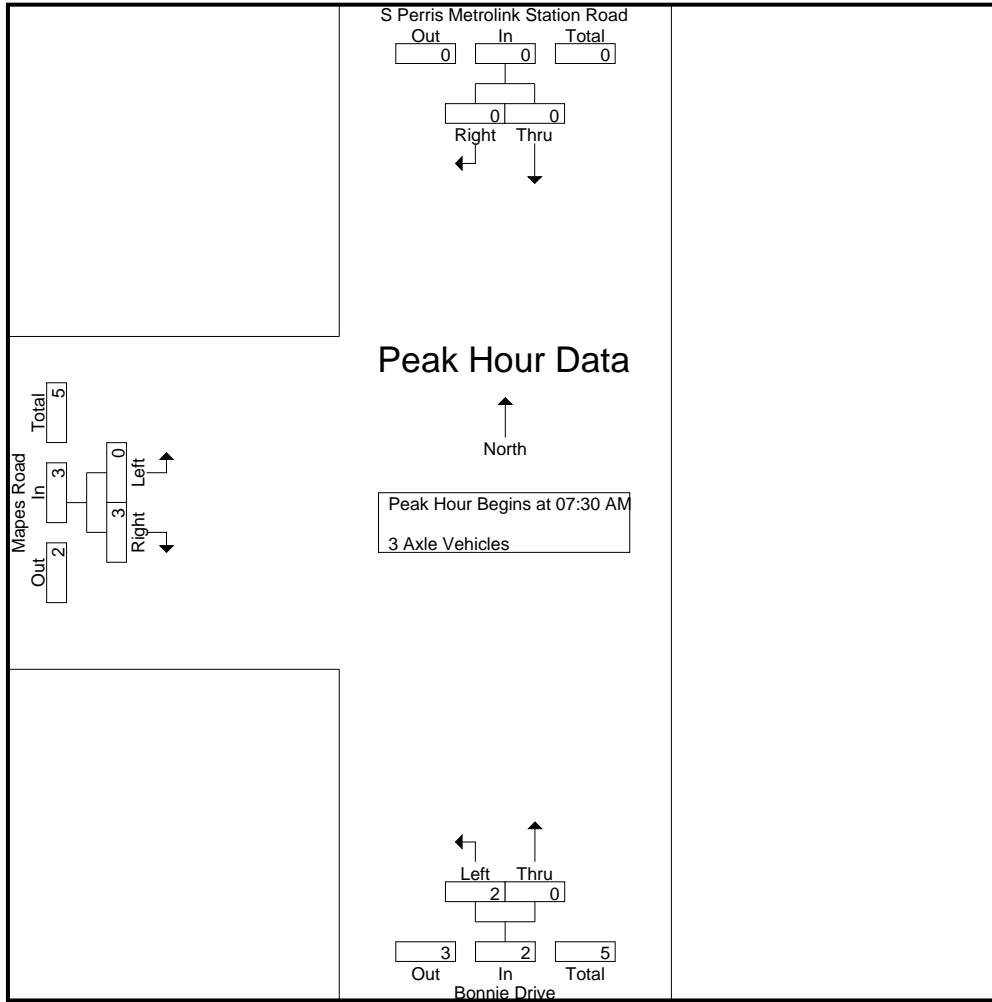 S Perris Metrolink Station Road
Out In Total
0 0 0
0 0
Right Thru
Peak Hour Data
North
Peak Hour Begins at 07:30 AM
3 Axle Vehicles
Mapes Road
Out In Total
2 3 5
3 0
Right Left
Left Thru
2 0
3 2 5
Out In Total
Bonnie Drive